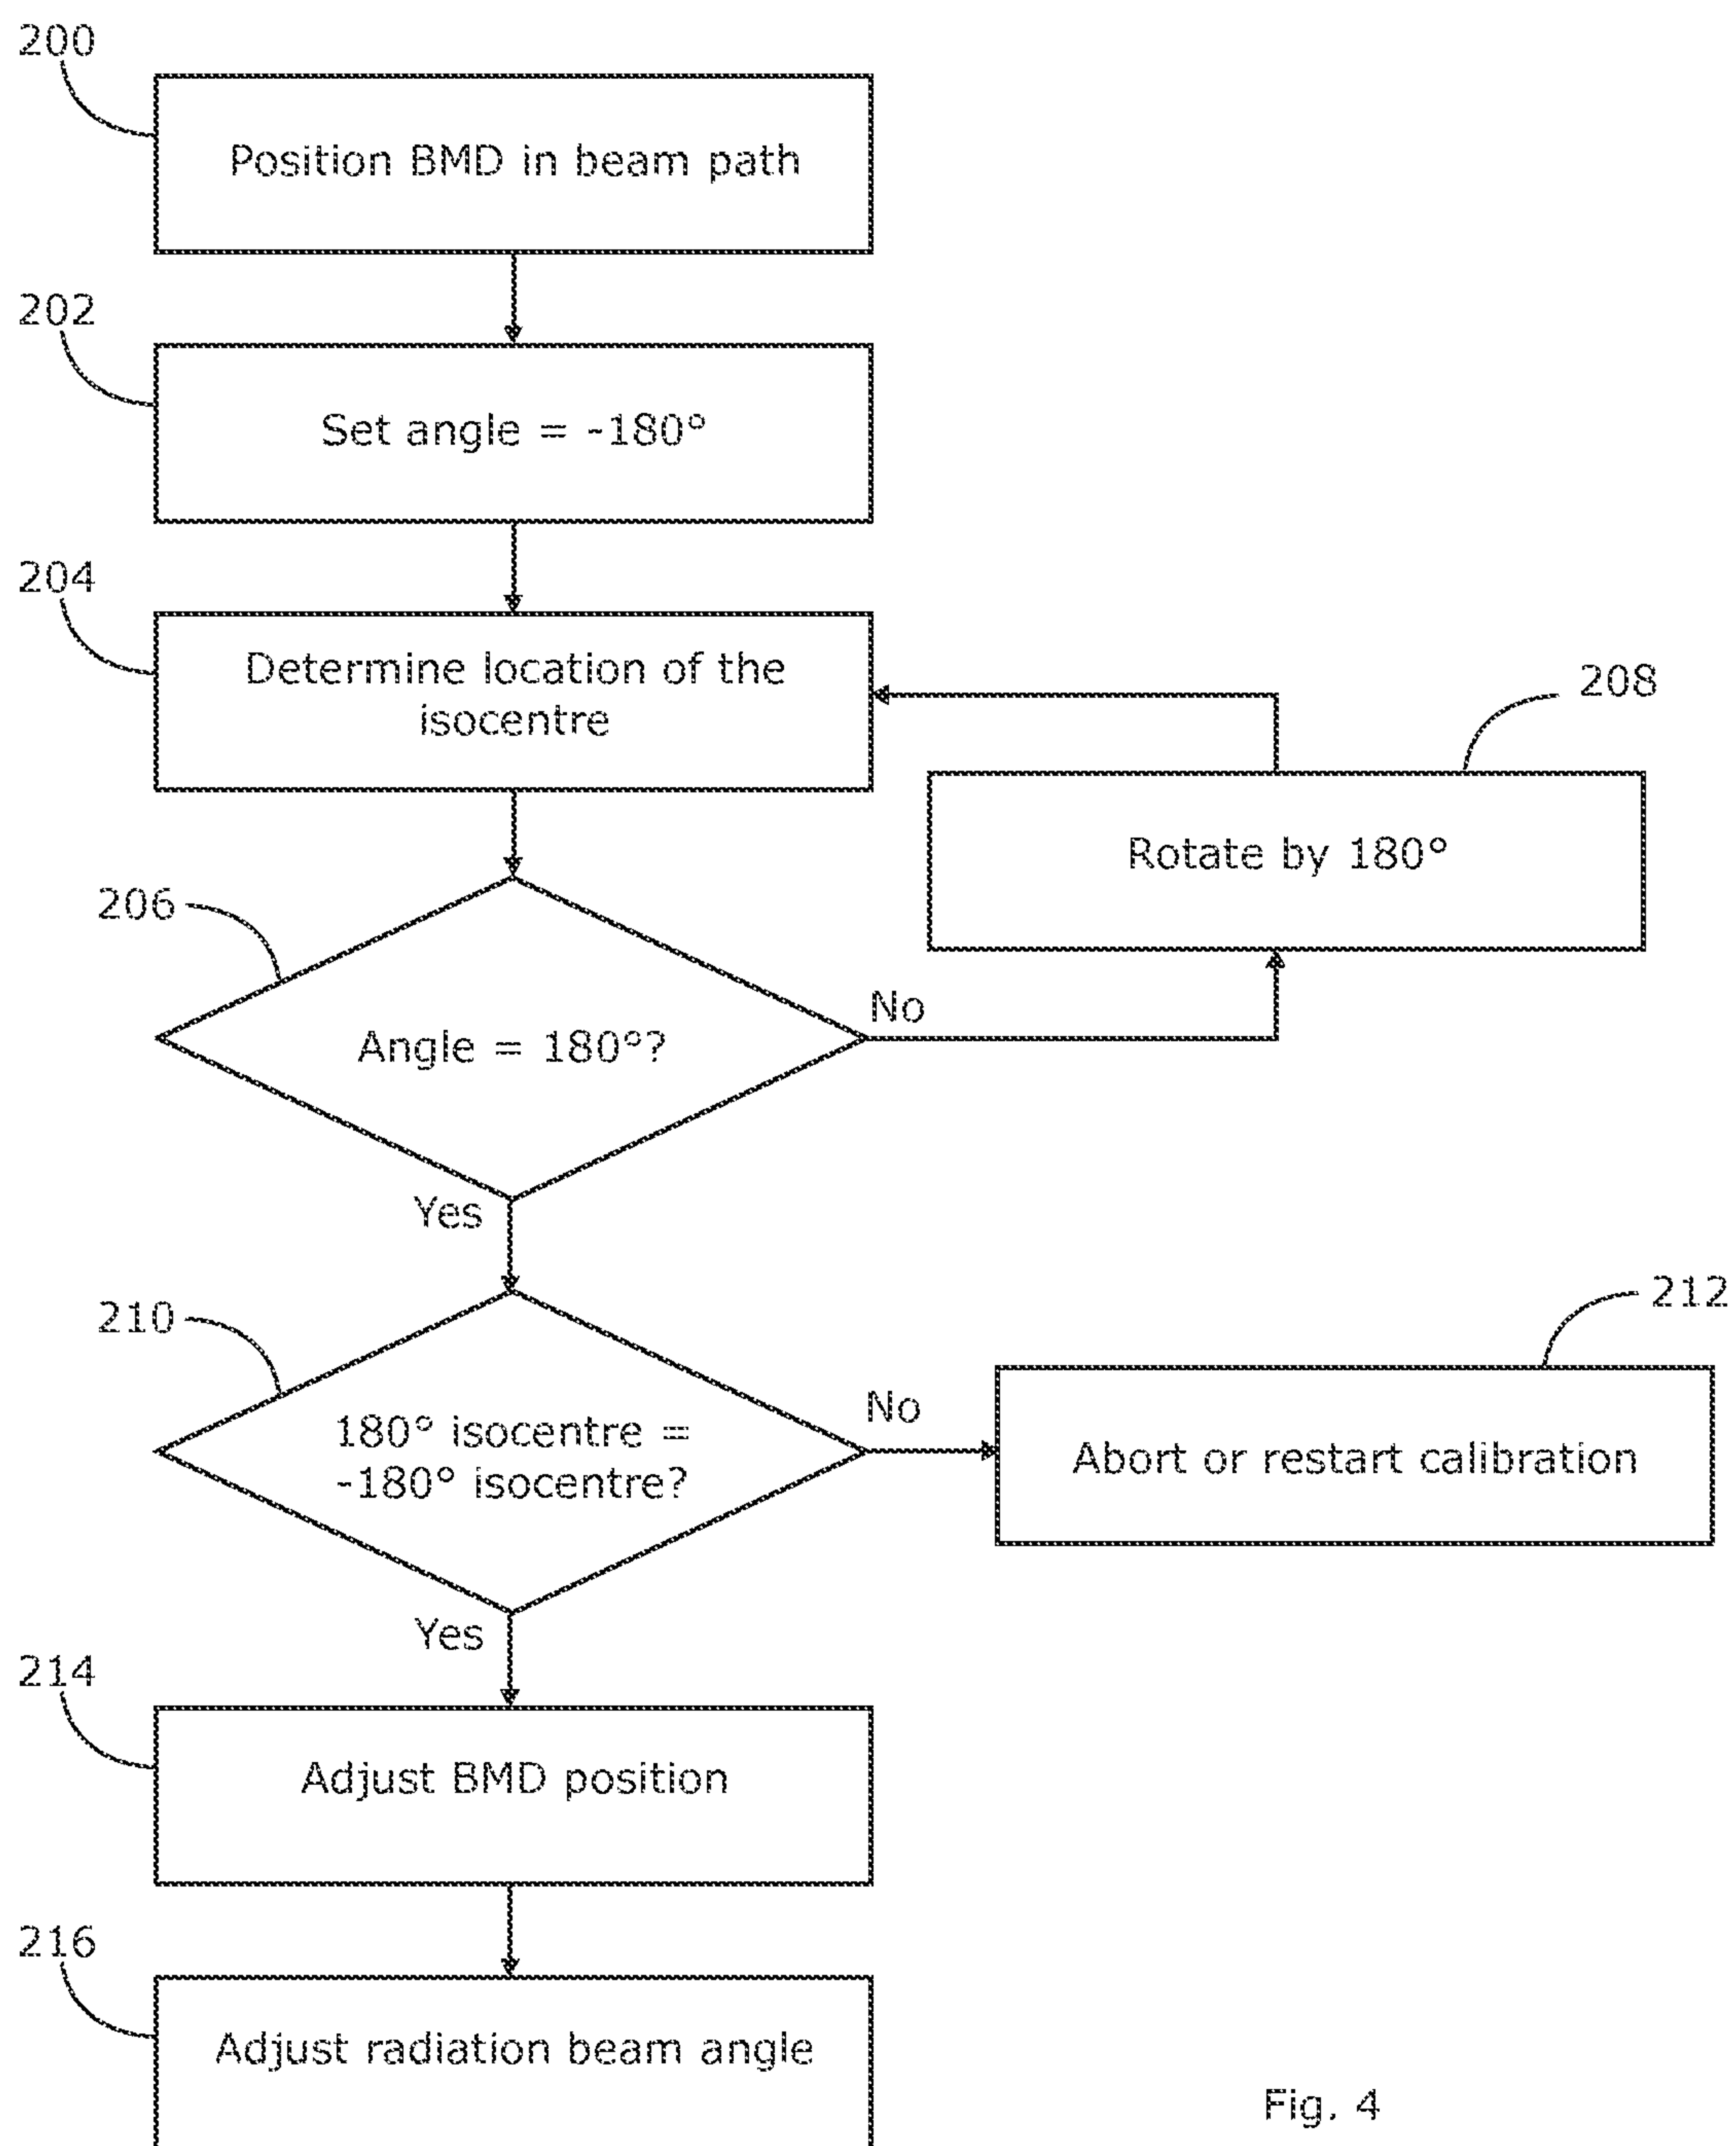 200
Position BMD in beam path
202
Set angle = -180°
204
Determine location of the
isocentre
208
Rotate by 180°
206
Angle = 180°?
No
Yes
210
180° isocentre =
-180° isocentre?
No
212
Abort or restart calibration
Yes
214
Adjust BMD position
216
Adjust radiation beam angle
Fig. 4